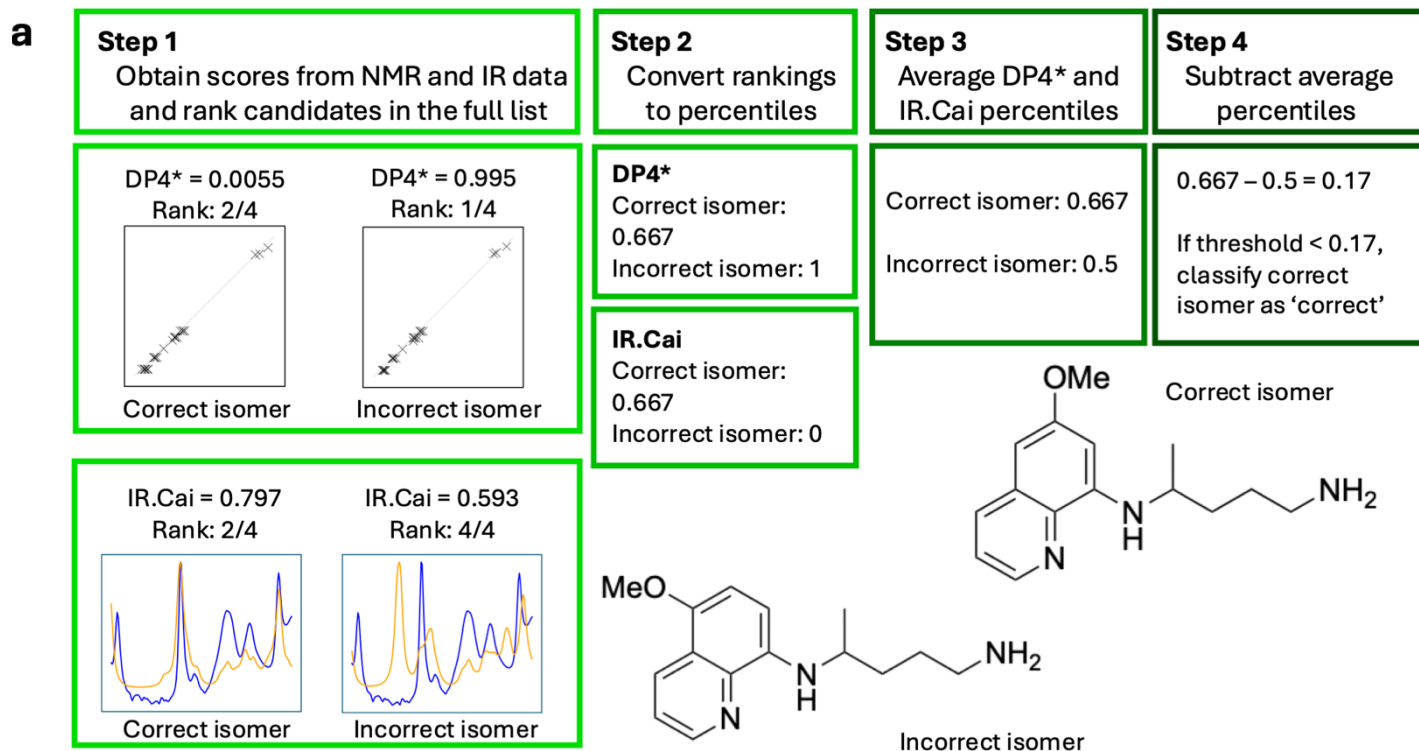 a
Step 1
Obtain scores from NMR and IR data
and rank candidates in the full list
Step 2
Convert rankings
to percentiles
Step 3
Average DP4* and
IR.Cai percentiles
Step 4
Subtract average
percentiles
DP4* = 0.0055
Rank: 2/4
Correct isomer
DP4* = 0.995
Rank: 1/4
Incorrect isomer
IR.Cai = 0.797
Rank: 2/4
Correct isomer
IR.Cai = 0.593
Rank: 4/4
Incorrect isomer
DP4*
Correct isomer:
0.667
Incorrect isomer: 1
IR.Cai
Correct isomer:
0.667
Incorrect isomer: 0
Correct isomer: 0.667
Incorrect isomer: 0.5
0.667 – 0.5 = 0.17
If threshold < 0.17,
classify correct
isomer as ‘correct’
OMe
Correct isomer
NH2
N
H
N
MeO
NH2
N
H
N
Incorrect isomer